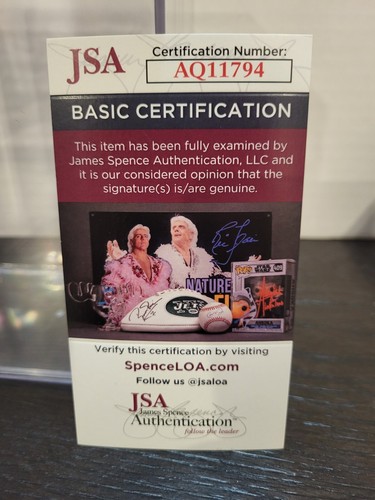 JSA
Certification Number:
AQ11794
BASIC CERTIFICATION
This item has been fully examined by
James Spence Authentication, LLC and
it is our considered opinion that the
signature(s) is/are genuine.
NATURE
JETS
Verify this certification by visiting
SpenceLOA.com
Follow us @jsaloa
JSA
James Spence
Authentication
follow the leader